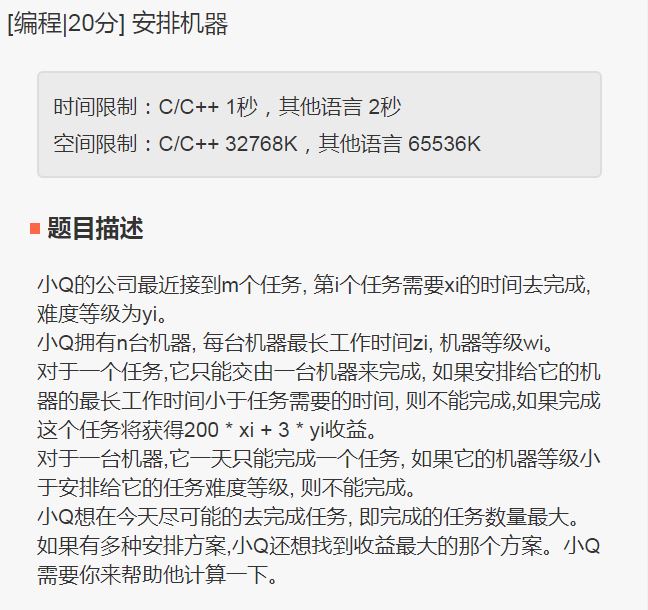 [编程|20分] 安排机器
时间限制：C/C++ 1秒，其他语言 2秒
空间限制：C/C++ 32768K，其他语言 65536K
题目描述
小Q的公司最近接到m个任务, 第i个任务需要xi的时间去完成,
难度等级为yi。
小Q拥有n台机器, 每台机器最长工作时间zi, 机器等级wi。
对于一个任务,它只能交由一台机器来完成, 如果安排给它的机
器的最长工作时间小于任务需要的时间, 则不能完成,如果完成
这个任务将获得200 * xi + 3 * yi收益。
对于一台机器,它一天只能完成一个任务, 如果它的机器等级小
于安排给它的任务难度等级, 则不能完成。
小Q想在今天尽可能的去完成任务, 即完成的任务数量最大。
如果有多种安排方案,小Q还想找到收益最大的那个方案。小Q
需要你来帮助他计算一下。